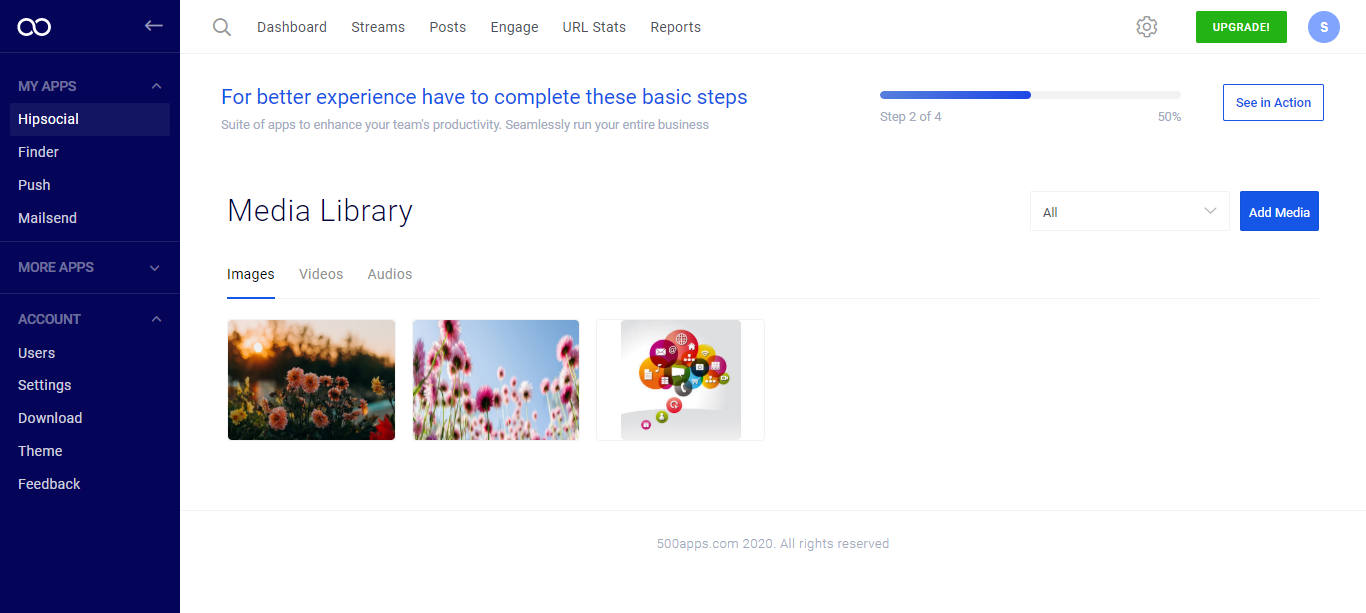 Dashboard Streams Posts Engage URL Stats Reports UPGRADE! S
MY APPS
Hipsocial
Finder
Push
Mailsend
MORE APPS
ACCOUNT
Users
Settings
Download
Theme
Feedback
For better experience have to complete these basic steps
Suite of apps to enhance your team's productivity. Seamlessly run your entire business
Step 2 of 4 50%
See in Action
Media Library
All
Add Media
Images Videos Audios
500apps.com 2020. All rights reserved